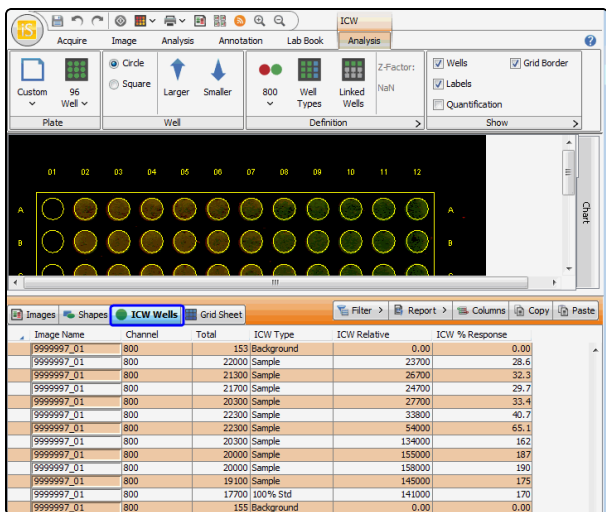 iS
ICW
Acquire Image Analysis Annotation Lab Book Analysis
Custom 96 Well Circle Square Larger Smaller 800 Well Types Linked Wells Z-Factor: NaN Wells Grid Border Labels Quantification
Plate Well Definition Show
01 02 03 04 05 06 07 08 09 10 11 12
A A
B B
Chart
Images Shapes ICW Wells Grid Sheet Filter > Report > Columns Copy Paste
Image Name Channel Total ICW Type ICW Relative ICW % Response
9999997_01 800 153 Background 0.00 0.00
9999997_01 800 22000 Sample 23700 28.6
9999997_01 800 21300 Sample 26700 32.3
9999997_01 800 21700 Sample 24700 29.7
9999997_01 800 20300 Sample 27700 33.4
9999997_01 800 22300 Sample 33800 40.7
9999997_01 800 22300 Sample 54000 65.1
9999997_01 800 20300 Sample 134000 162
9999997_01 800 20000 Sample 155000 187
9999997_01 800 20000 Sample 158000 190
9999997_01 800 19100 Sample 145000 175
9999997_01 800 17700 100% Std 141000 170
9999997_01 800 155 Background 0.00 0.00